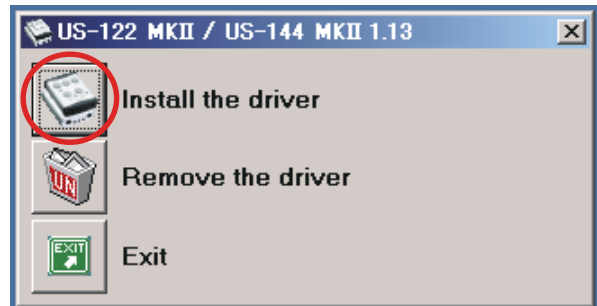 US-122 MKII / US-144 MKII 1.13
Install the driver
UN
Remove the driver
EXIT
Exit